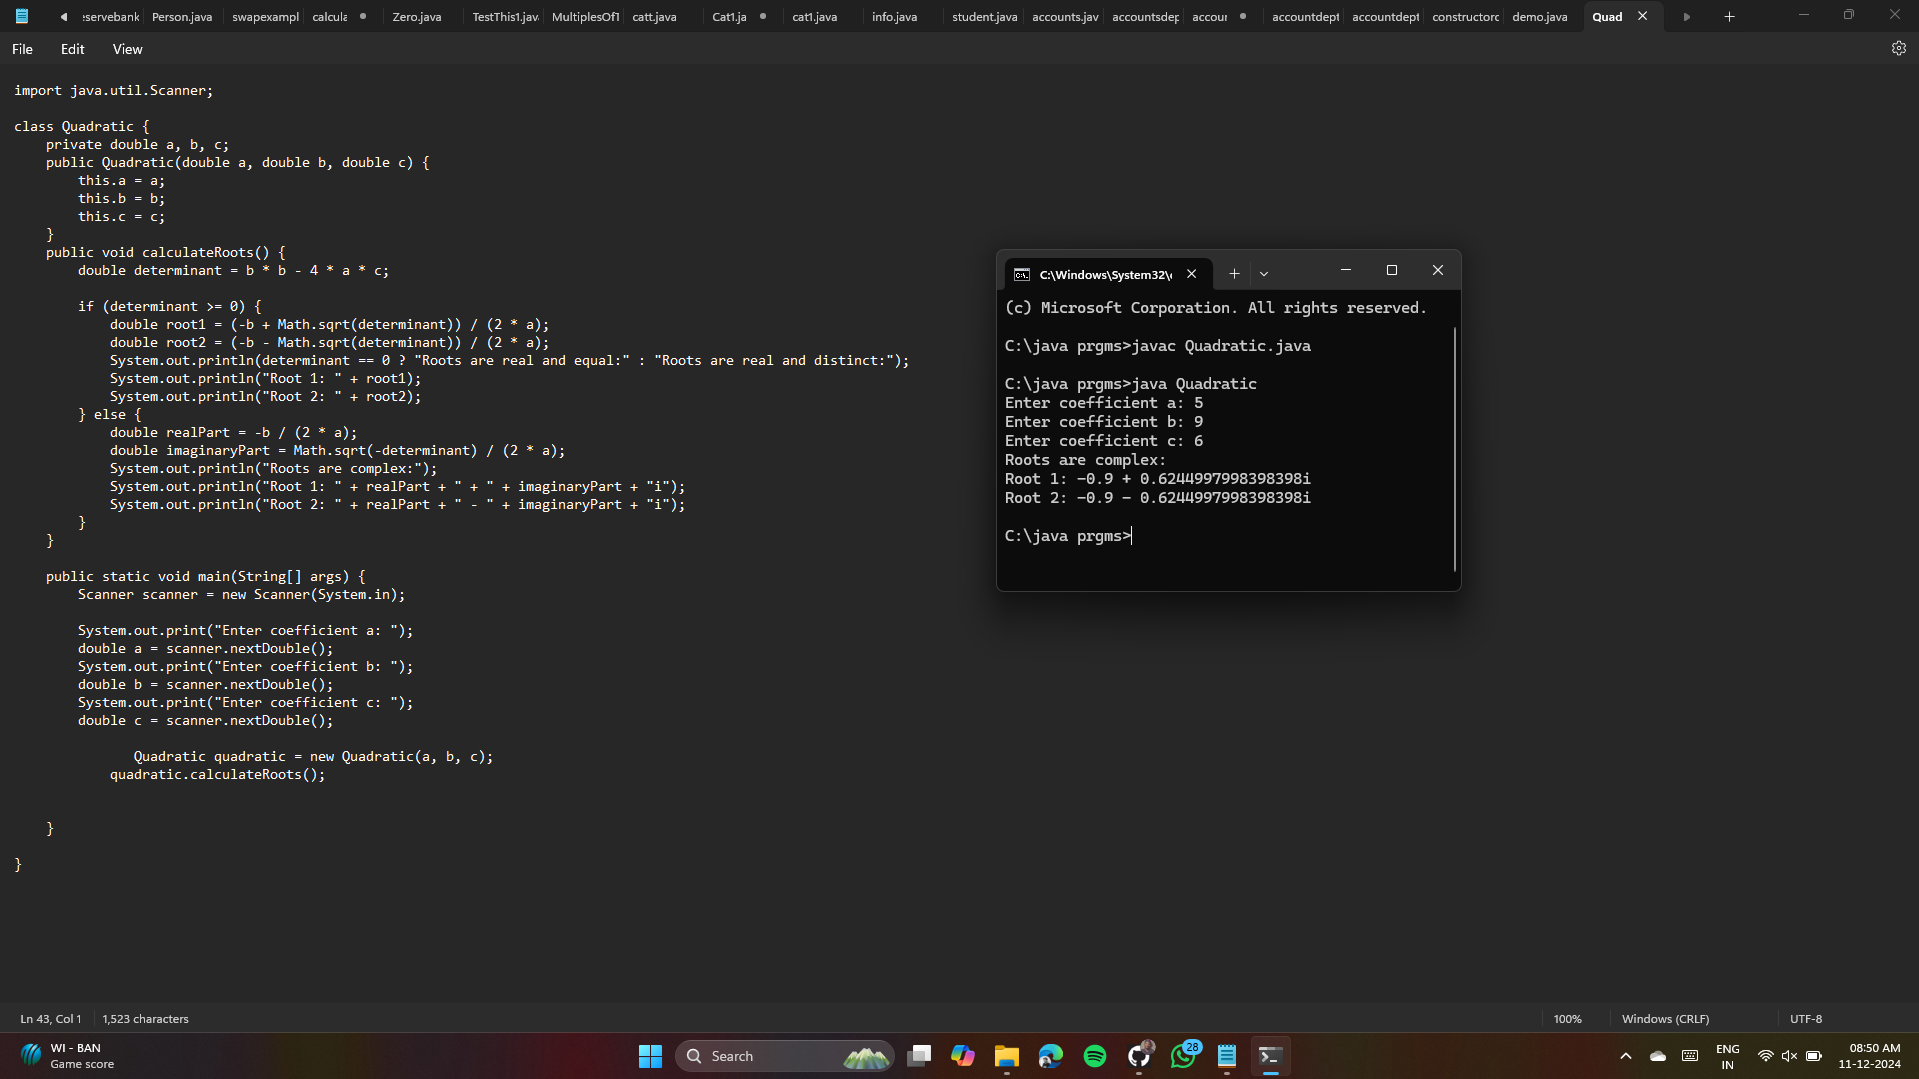 eservebank Person.java swapexampl calcula Zero.java TestThis1.jav MultiplesOf1 catt.java Cat1.ja cat1.java info.java student.java accounts.jav accountsdep accour accountdept accountdept constructorc demo.java Quad
File Edit View
import java.util.Scanner;
class Quadratic {
    private double a, b, c;
    public Quadratic(double a, double b, double c) {
        this.a = a;
        this.b = b;
        this.c = c;
    }
    public void calculateRoots() {
        double determinant = b * b - 4 * a * c;
        if (determinant >= 0) {
            double root1 = (-b + Math.sqrt(determinant)) / (2 * a);
            double root2 = (-b - Math.sqrt(determinant)) / (2 * a);
            System.out.println(determinant == 0 ? "Roots are real and equal:" : "Roots are real and distinct:");
            System.out.println("Root 1: " + root1);
            System.out.println("Root 2: " + root2);
        } else {
            double realPart = -b / (2 * a);
            double imaginaryPart = Math.sqrt(-determinant) / (2 * a);
            System.out.println("Roots are complex:");
            System.out.println("Root 1: " + realPart + " + " + imaginaryPart + "i");
            System.out.println("Root 2: " + realPart + " - " + imaginaryPart + "i");
        }
    }
    public static void main(String[] args) {
        Scanner scanner = new Scanner(System.in);
        System.out.print("Enter coefficient a: ");
        double a = scanner.nextDouble();
        System.out.print("Enter coefficient b: ");
        double b = scanner.nextDouble();
        System.out.print("Enter coefficient c: ");
        double c = scanner.nextDouble();
               Quadratic quadratic = new Quadratic(a, b, c);
            quadratic.calculateRoots();
    }
}
C:\Windows\System32\c
(c) Microsoft Corporation. All rights reserved.
C:\java prgms>javac Quadratic.java
C:\java prgms>java Quadratic
Enter coefficient a: 5
Enter coefficient b: 9
Enter coefficient c: 6
Roots are complex:
Root 1: -0.9 + 0.6244997998398398i
Root 2: -0.9 - 0.6244997998398398i
C:\java prgms>
Ln 43, Col 1 1,523 characters 100% Windows (CRLF) UTF-8
WI - BAN
Game score
Search
28
ENG
IN
08:50 AM
11-12-2024